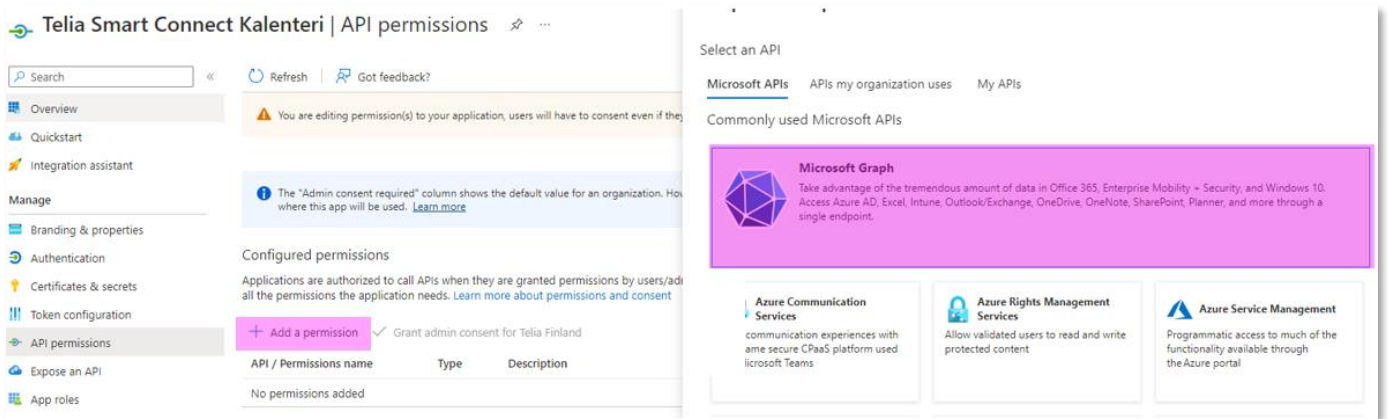 Telia Smart Connect Kalenteri | API permissions
Search
Overview
Quickstart
Integration assistant
Manage
Branding & properties
Authentication
Certificates & secrets
Token configuration
API permissions
Expose an API
App roles
Refresh
Got feedback?
You are editing permission(s) to your application, users will have to consent even if they
The "Admin consent required" column shows the default value for an organization. How
where this app will be used. Learn more
Configured permissions
Applications are authorized to call APIs when they are granted permissions by users/adm
all the permissions the application needs. Learn more about permissions and consent
Add a permission
Grant admin consent for Telia Finland
API / Permissions name Type Description
No permissions added
Select an API
Microsoft APIs APIs my organization uses My APIs
Commonly used Microsoft APIs
Microsoft Graph
Take advantage of the tremendous amount of data in Office 365, Enterprise Mobility + Security, and Windows 10.
Access Azure AD, Excel, Intune, Outlook/Exchange, OneDrive, OneNote, SharePoint, Planner, and more through a
single endpoint.
Azure Communication
Services
communication experiences with
ame secure CPaaS platform used
icrosoft Teams
Azure Rights Management
Services
Allow validated users to read and write
protected content
Azure Service Management
Programmatic access to much of the
functionality available through
the Azure portal